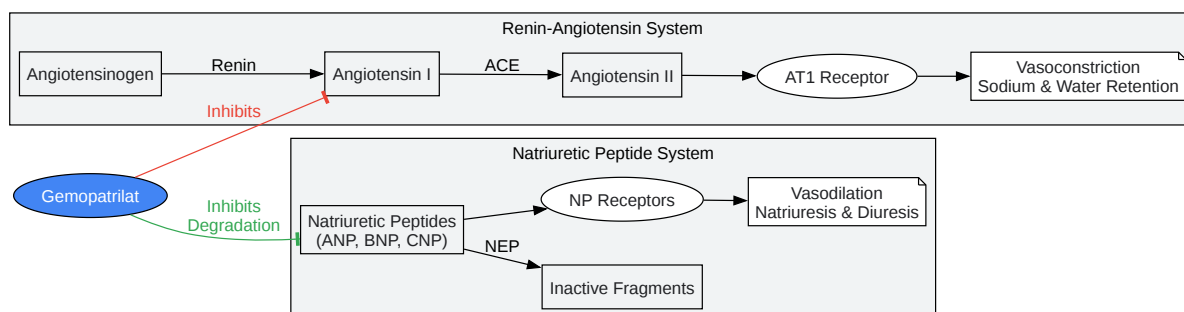 Renin-Angiotensin System
Angiotensinogen
Renin
Angiotensin I
ACE
Angiotensin II
AT1 Receptor
Vasoconstriction
Sodium & Water Retention
Inhibits
Gemopatrilat
Inhibits
Degradation
Natriuretic Peptide System
Natriuretic Peptides
(ANP, BNP, CNP)
NP Receptors
Vasodilation
Natriuresis & Diuresis
NEP
Inactive Fragments